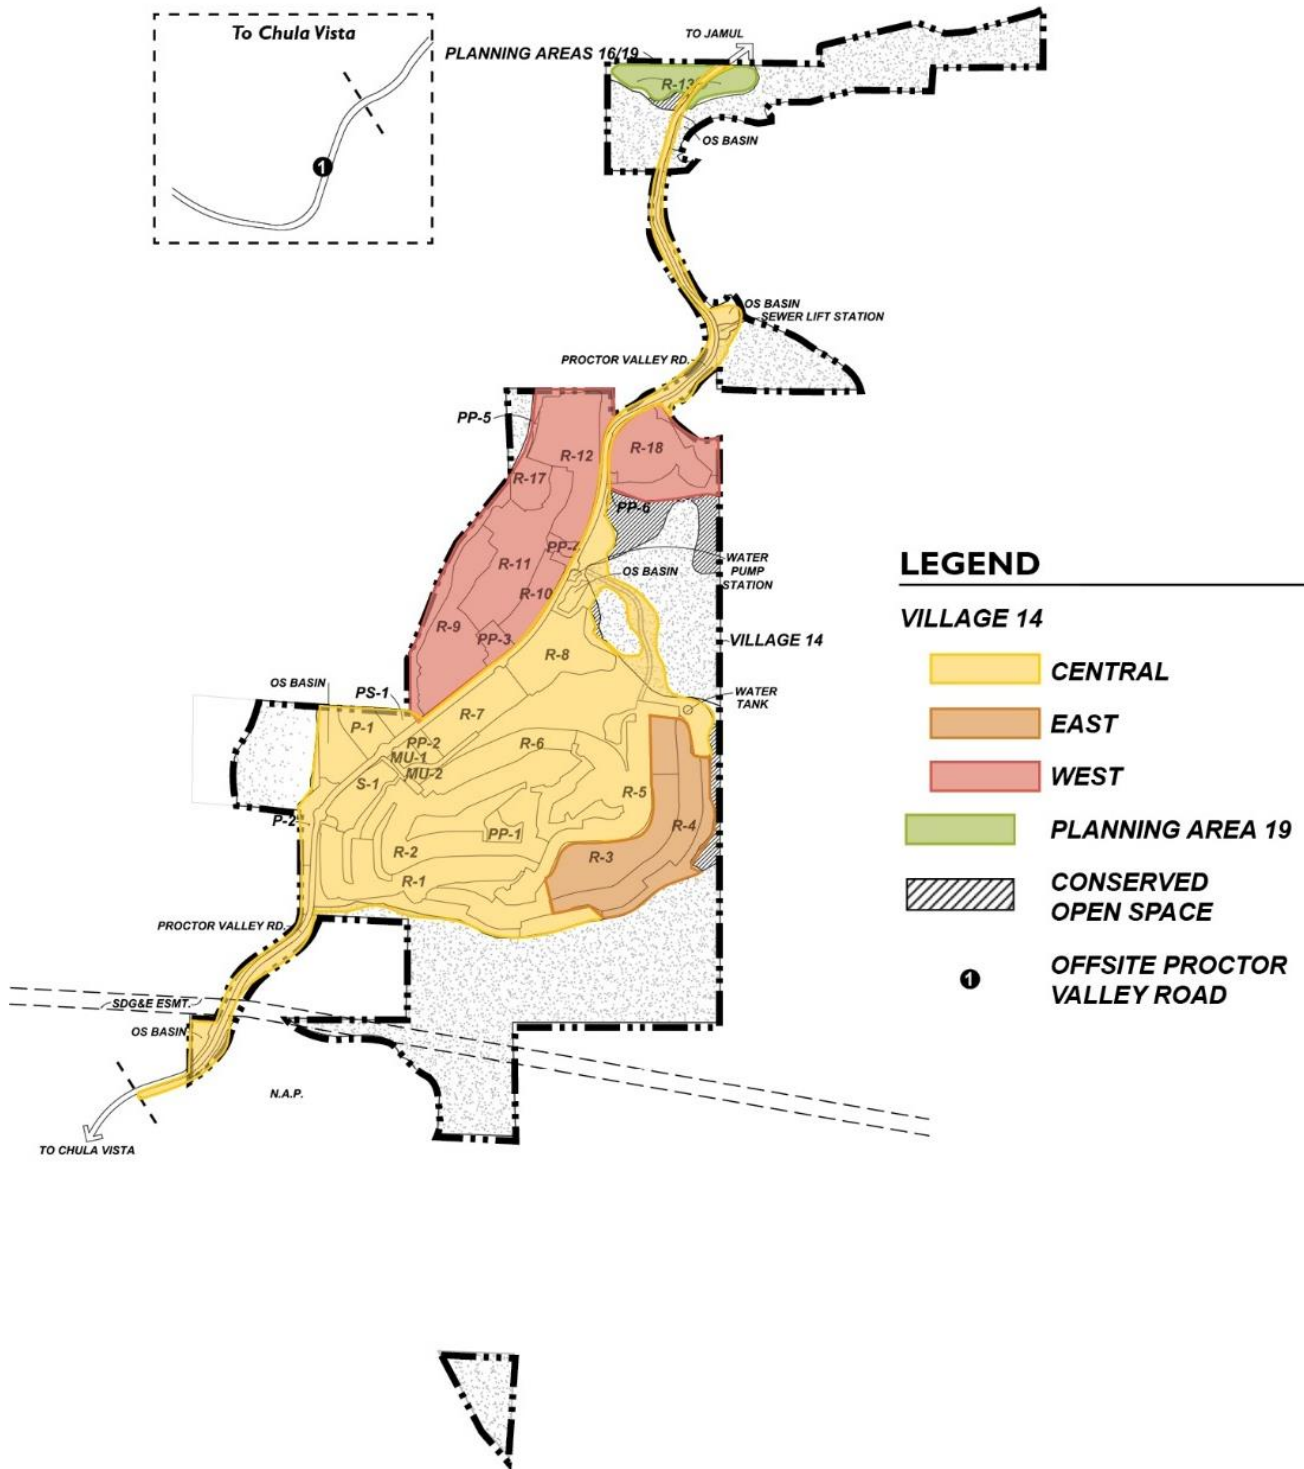 To Chula Vista
1
TO JAMUL
PLANNING AREAS 16/19
R-13
OS BASIN
OS BASIN
SEWER LIFT STATION
PROCTOR VALLEY RD.
PP-5
R-12
R-18
R-17
PP-6
PP-4
R-11
WATER
PUMP
STATION
OS BASIN
R-10
R-9
PP-3
VILLAGE 14
R-8
OS BASIN
PS-1
WATER
TANK
P-1
R-7
PP-2
R-6
MU-1
MU-2
S-1
R-5
P-2
PP-1
R-4
R-2
R-3
R-1
PROCTOR VALLEY RD.
SDG&E ESMT.
OS BASIN
N.A.P.
TO CHULA VISTA
LEGEND
VILLAGE 14
CENTRAL
EAST
WEST
PLANNING AREA 19
CONSERVED
OPEN SPACE
1
OFFSITE PROCTOR
VALLEY ROAD